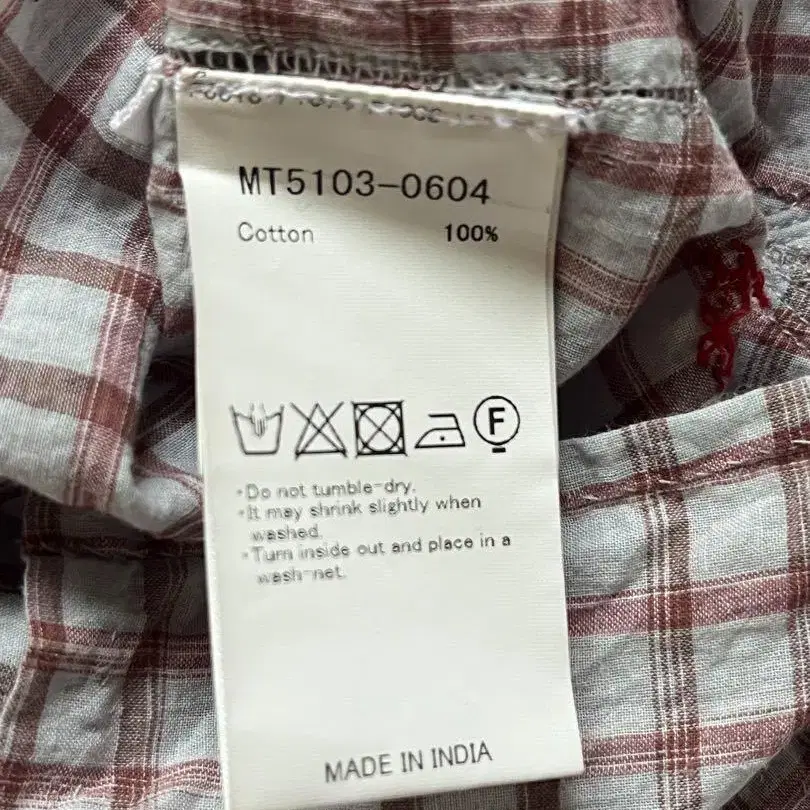 MT5103-0604
Cotton 100%
F
・Do not tumble-dry.
・It may shrink slightly when
washed.
・Turn inside out and place in a
wash-net.
MADE IN INDIA